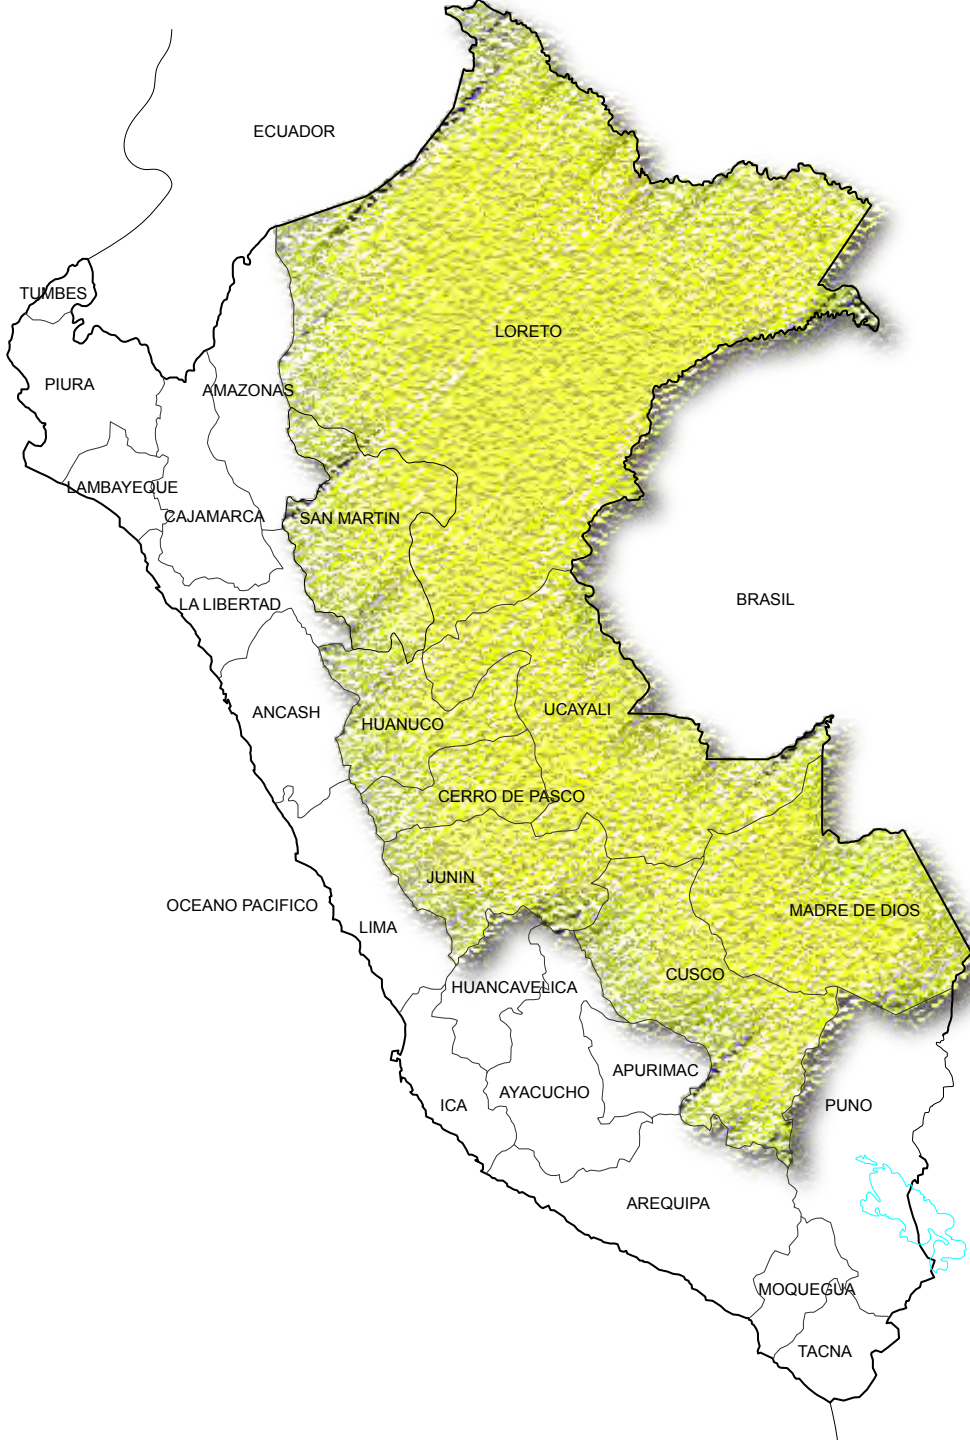 ECUADOR
TUMBES
LORETO
PIURA
AMAZONAS
LAMBAYEQUE
CAJAMARCA
SAN MARTIN
BRASIL
LA LIBERTAD
ANCASH
HUANUCO
UCAYALI
CERRO DE PASCO
JUNIN
OCEANO PACIFICO
MADRE DE DIOS
LIMA
CUSCO
HUANCAVELICA
APURIMAC
AYACUCHO
ICA
PUNO
AREQUIPA
MOQUEGUA
TACNA